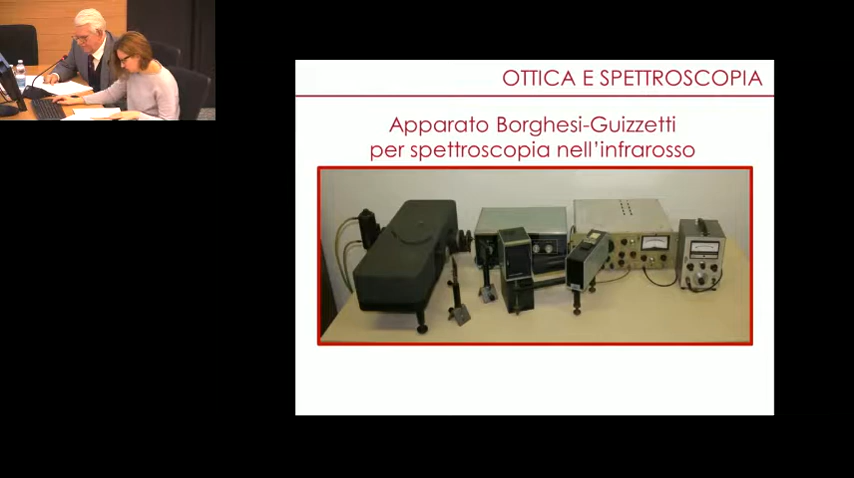 OTTICA E SPETTROSCOPIA
Apparato Borghesi-Guizzetti
per spettroscopia nell'infrarosso